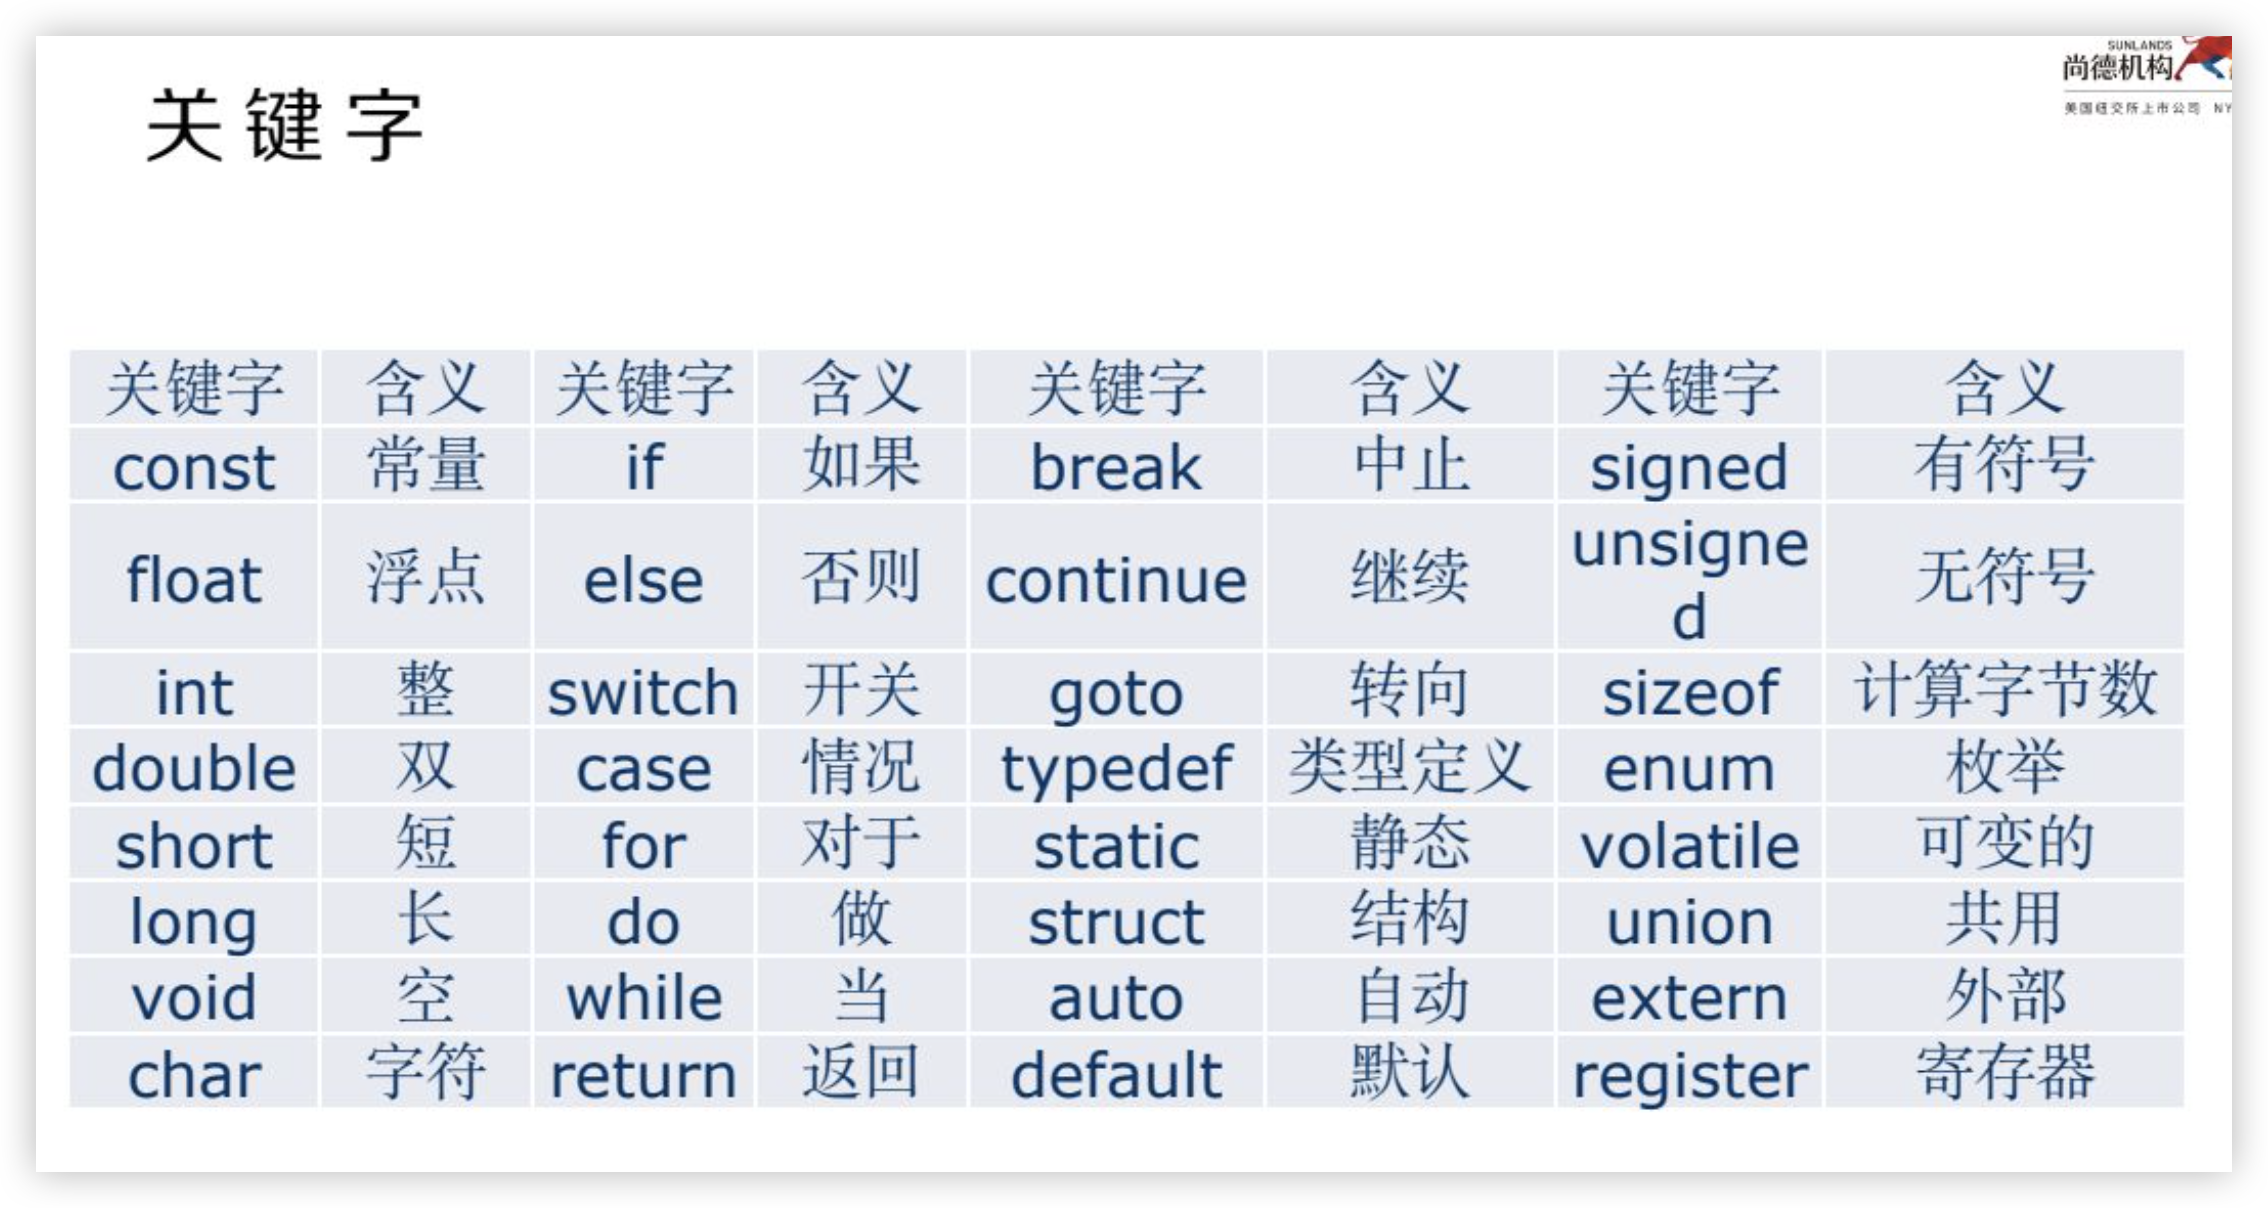 SUNLANDS
尚德机构
美国纽交所上市公司 NY
关键字
关键字 含义 关键字 含义 关键字 含义 关键字 含义
const 常量 if 如果 break 中止 signed 有符号
float 浮点 else 否则 continue 继续 unsigne
d 无符号
int 整 switch 开关 goto 转向 sizeof 计算字节数
double 双 case 情况 typedef 类型定义 enum 枚举
short 短 for 对于 static 静态 volatile 可变的
long 长 do 做 struct 结构 union 共用
void 空 while 当 auto 自动 extern 外部
char 字符 return 返回 default 默认 register 寄存器